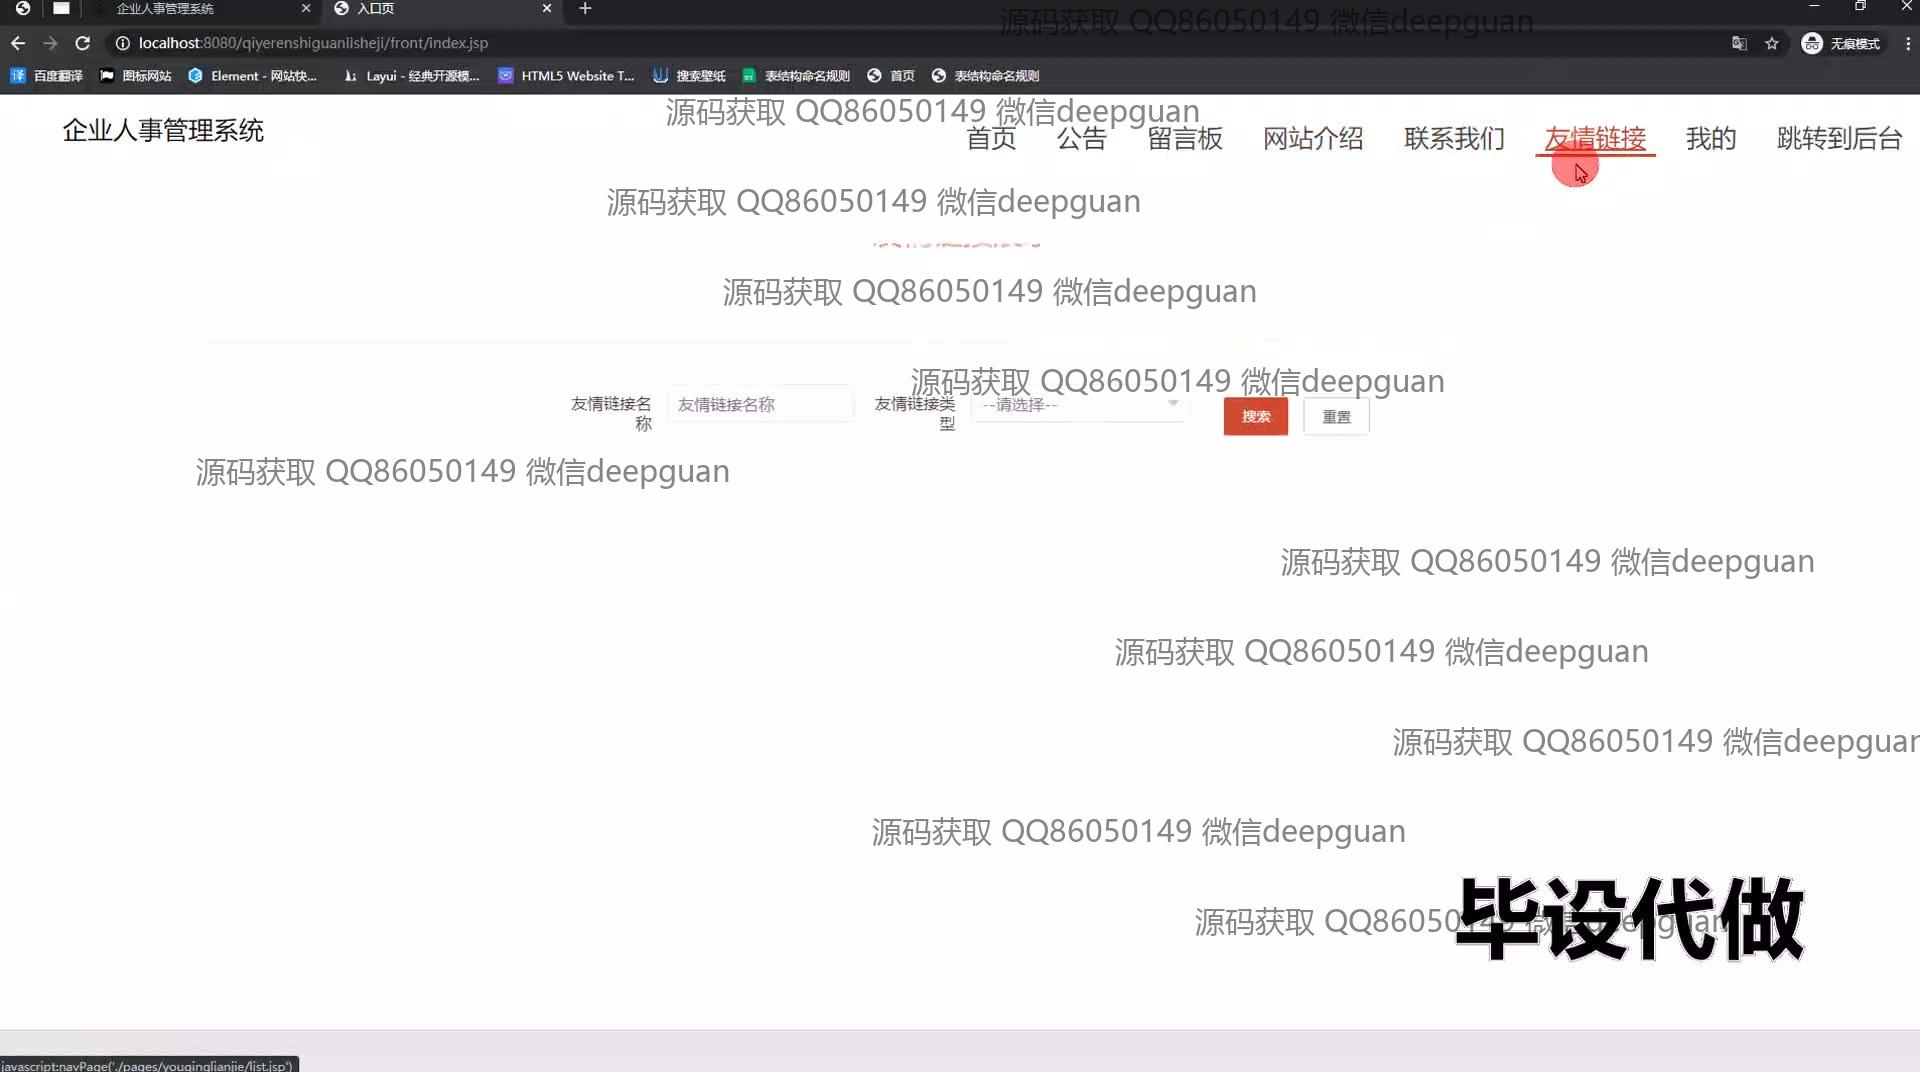 企业人事管理系统
入口页
源码获取 QQ86050149 微信deepguan
localhost:8080/qiyerenshiguanlisheji/front/index.jsp
无痕模式
百度翻译 图标网站 Element - 网站快... Layui - 经典开源模... HTML5 Website T... 搜索壁纸 表结构命名规则 首页 表结构命名规则
源码获取 QQ86050149 微信deepguan
企业人事管理系统
首页 公告 留言板 网站介绍 联系我们 友情链接 我的 跳转到后台
源码获取 QQ86050149 微信deepguan
源码获取 QQ86050149 微信deepguan
源码获取 QQ86050149 微信deepguan
友情链接名称 友情链接名称 友情链接类型 --请选择-- 搜索 重置
源码获取 QQ86050149 微信deepguan
源码获取 QQ86050149 微信deepguan
源码获取 QQ86050149 微信deepguan
源码获取 QQ86050149 微信deepguan
源码获取 QQ86050149 微信deepguan
源码获取 QQ86050149 微信deepguan
毕设代做
javascript:navPage('./pages/youqinglianjie/list.jsp')